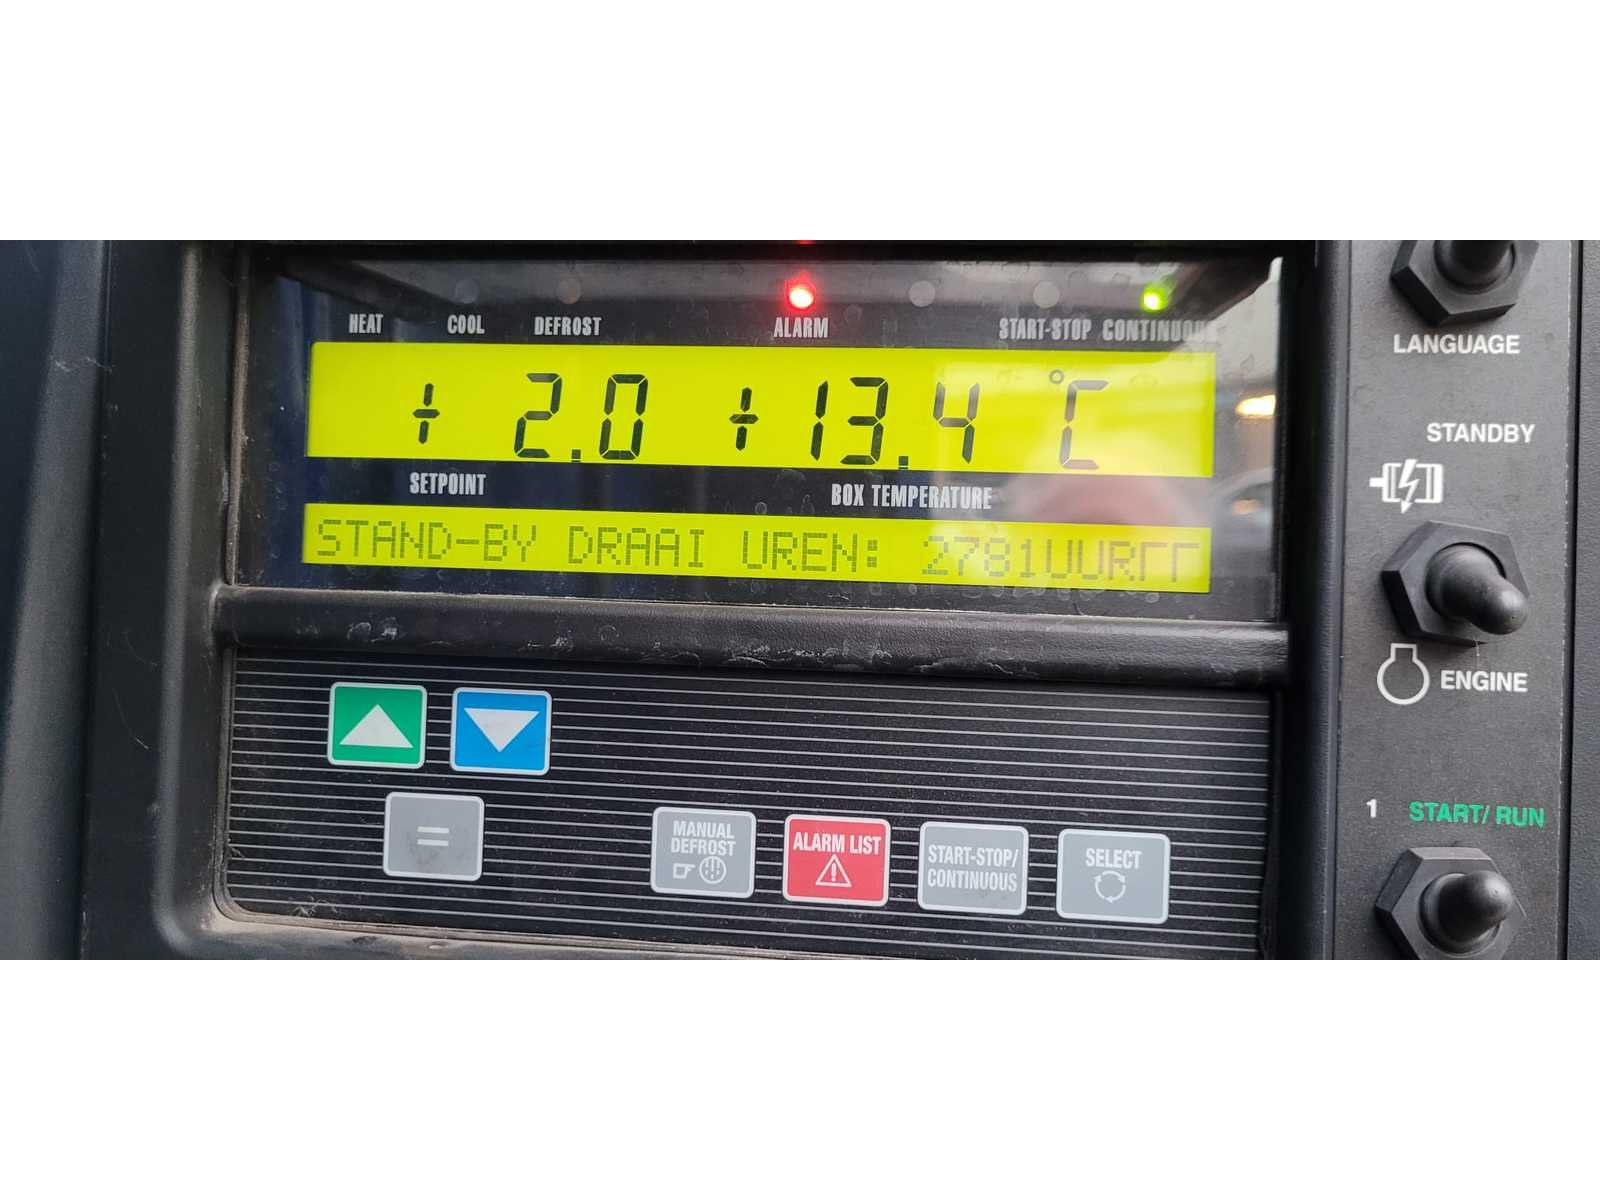 HEAT COOL DEFROST ALARM START-STOP CONTINUOUS
+ 2.0 +13.4 °C
SETPOINT BOX TEMPERATURE
STAND-BY DRAAI UREN: 2781UUR
MANUAL DEFROST
ALARM LIST
START-STOP/
CONTINUOUS
SELECT
=
LANGUAGE
STANDBY
ENGINE
1 START/RUN